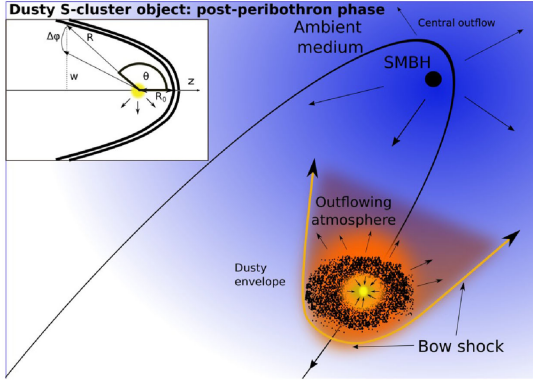 Dusty S-cluster object: post-peribothron phase
Δφ
R
θ
w
R₀
z
Ambient
medium
Central outflow
SMBH
Outflowing
atmosphere
Dusty
envelope
Bow shock